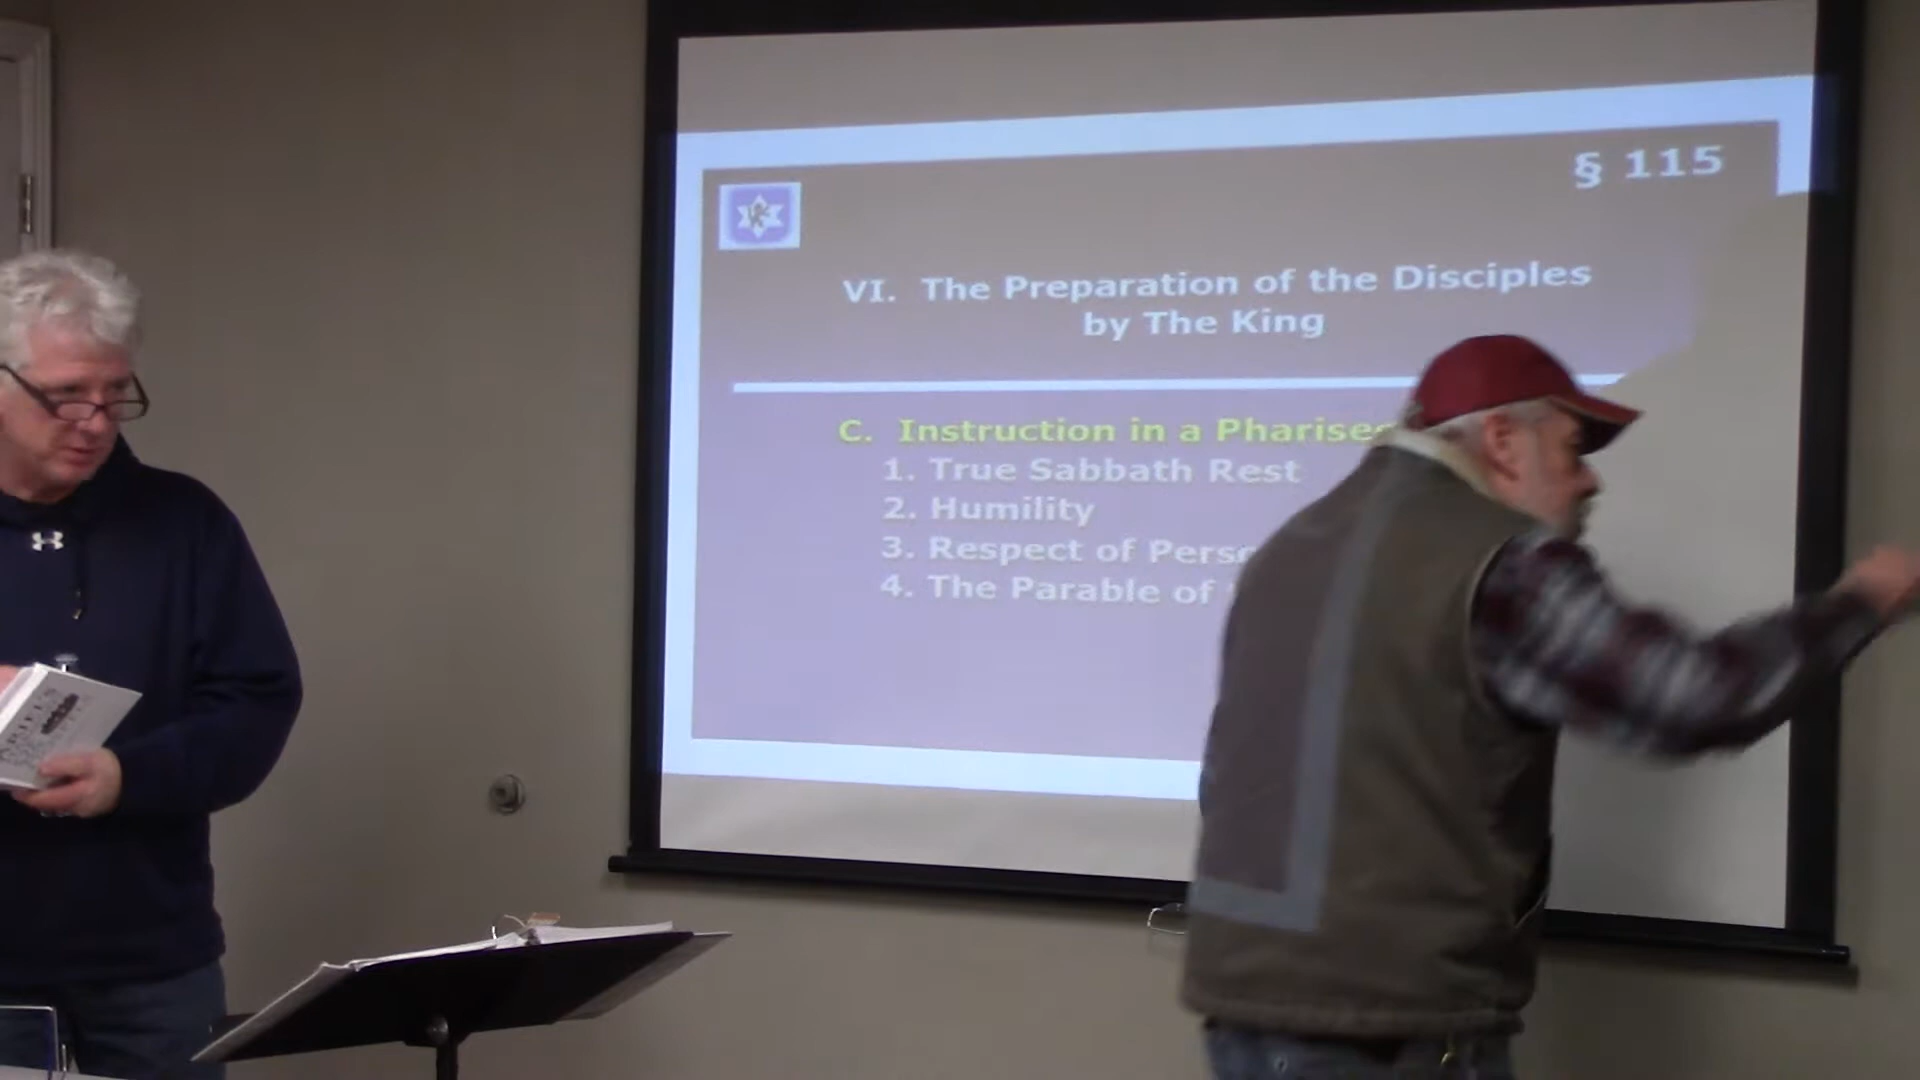 § 115
VI. The Preparation of the Disciples
by The King
C. Instruction in a Pharisee
1. True Sabbath Rest
2. Humility
3. Respect of Perso
4. The Parable of